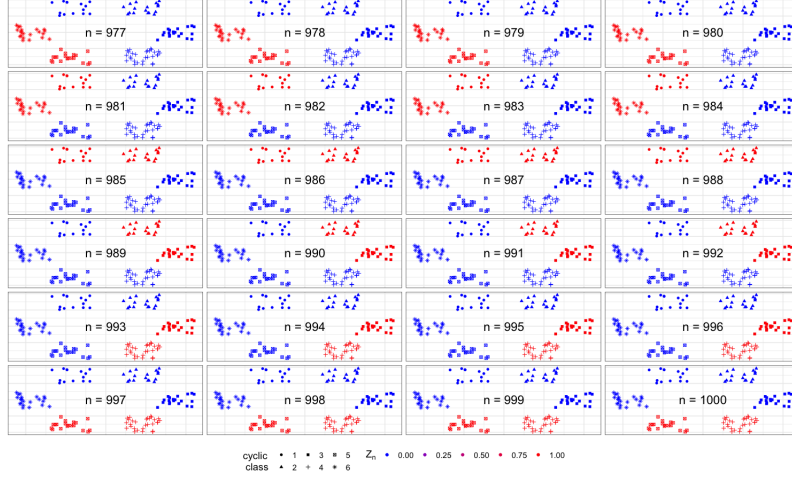 n = 977 n = 978 n = 979 n = 980
n = 981 n = 982 n = 983 n = 984
n = 985 n = 986 n = 987 n = 988
n = 989 n = 990 n = 991 n = 992
n = 993 n = 994 n = 995 n = 996
n = 997 n = 998 n = 999 n = 1000
cyclic 1 3 5 Zn 0.00 0.25 0.50 0.75 1.00
class 2 4 6